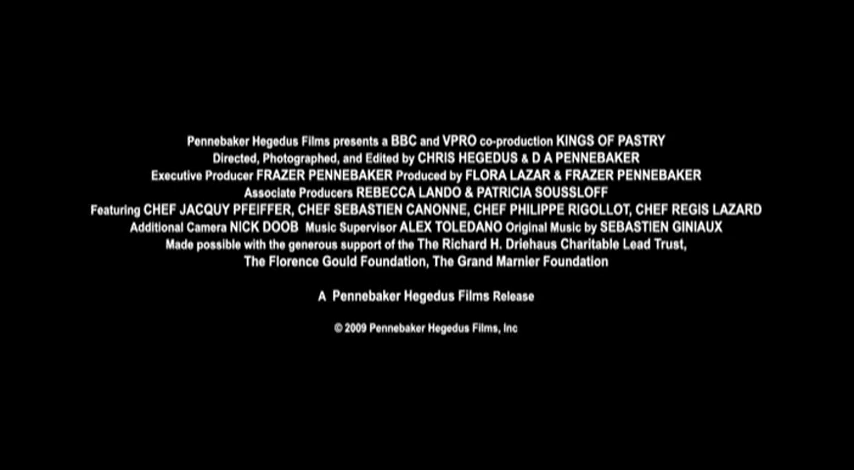 Pennebaker Hegedus Films presents a BBC and VPRO co-production KINGS OF PASTRY
Directed, Photographed, and Edited by CHRIS HEGEDUS & D A PENNEBAKER
Executive Producer FRAZER PENNEBAKER Produced by FLORA LAZAR & FRAZER PENNEBAKER
Associate Producers REBECCA LANDO & PATRICIA SOUSSLOFF
Featuring CHEF JACQUY PFEIFFER, CHEF SEBASTIEN CANONNE, CHEF PHILIPPE RIGOLLOT, CHEF REGIS LAZARD
Additional Camera NICK DOOB Music Supervisor ALEX TOLEDANO Original Music by SEBASTIEN GINIAUX
Made possible with the generous support of the The Richard H. Driehaus Charitable Lead Trust,
The Florence Gould Foundation, The Grand Marnier Foundation
A Pennebaker Hegedus Films Release
© 2009 Pennebaker Hegedus Films, Inc